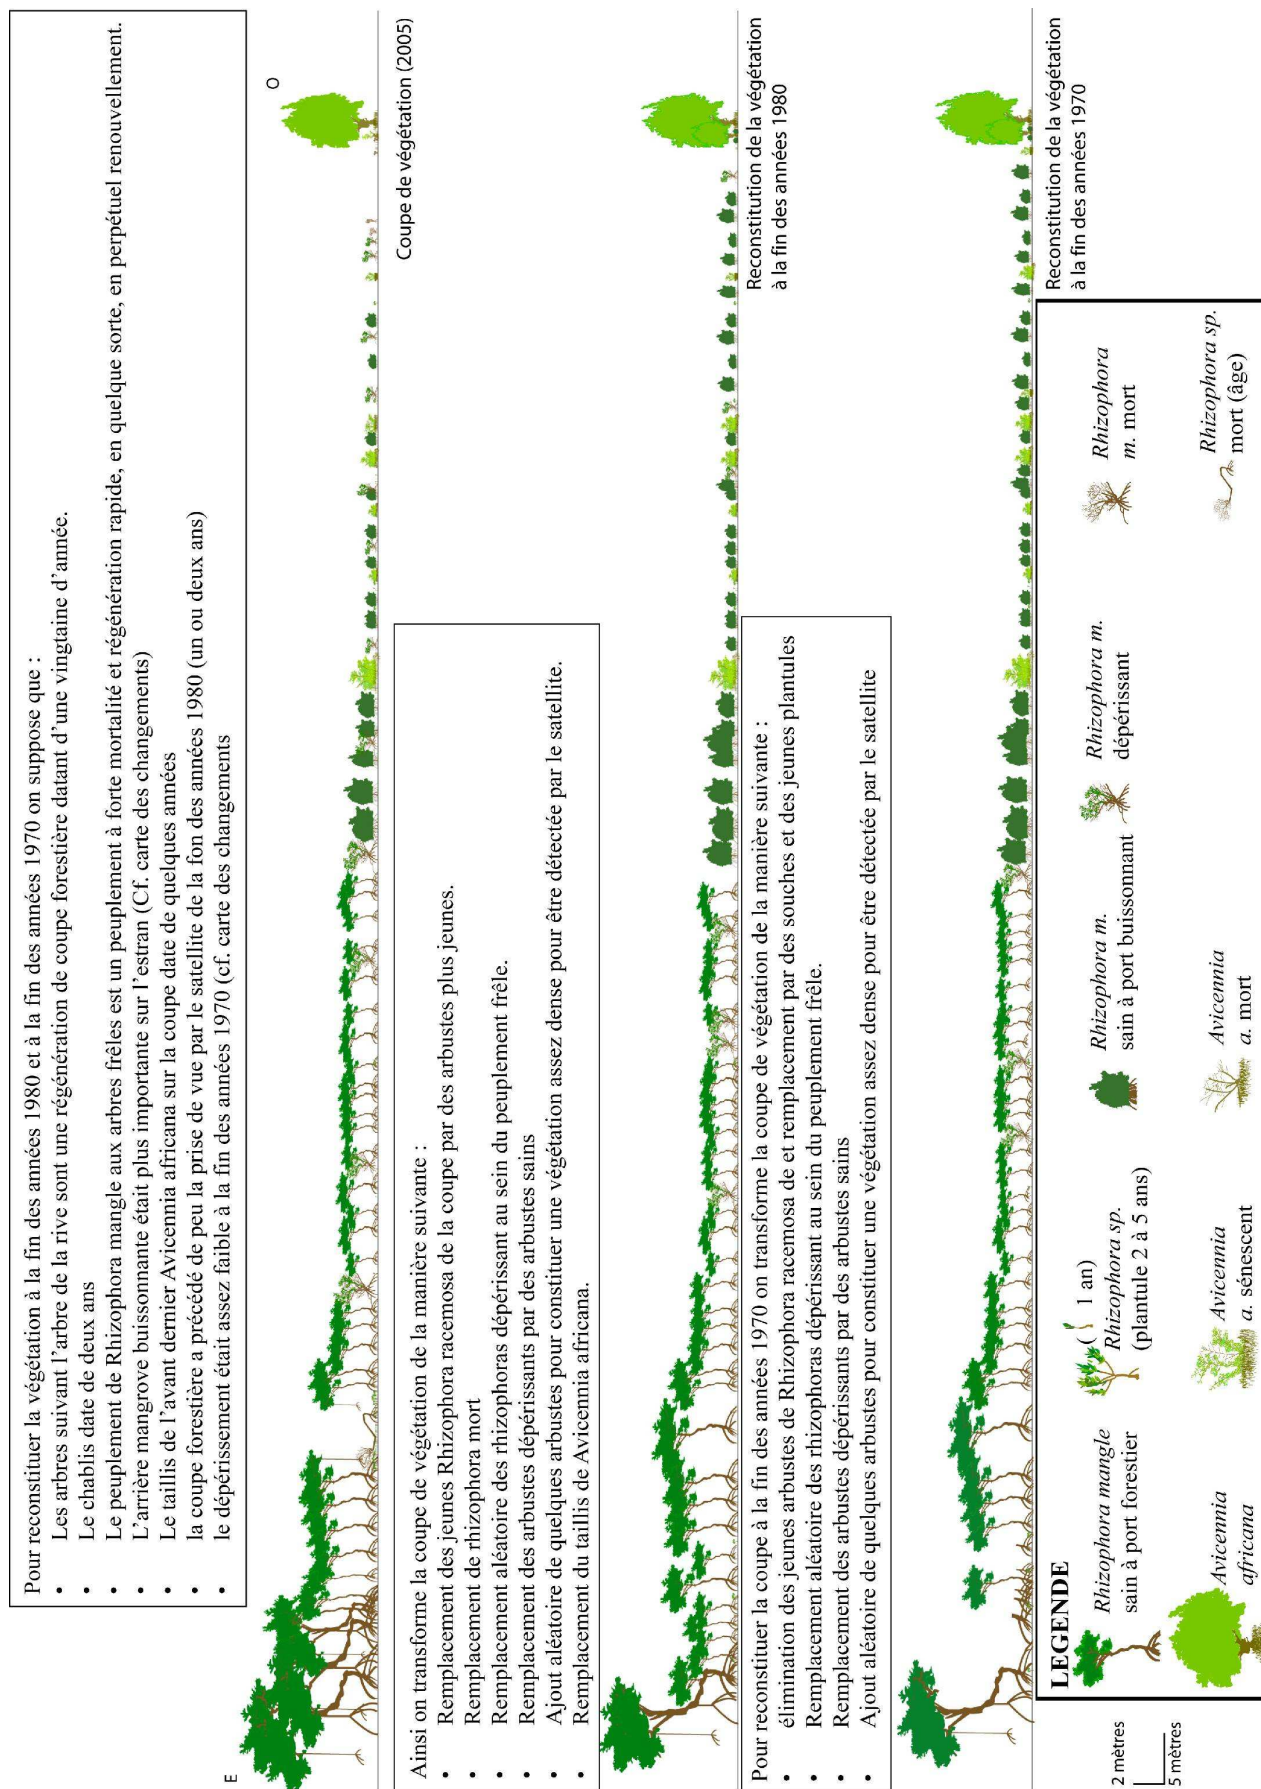 Pour reconstituer la végétation à la fin des années 1980 et à la fin des années 1970 on suppose que :
• Les arbres suivant l'arbre de la rive sont une régénération de coupe forestière datant d'une vingtaine d'année.
• Le chablis date de deux ans
• Le peuplement de Rhizophora mangle aux arbres frêles est un peuplement à forte mortalité et régénération rapide, en quelque sorte, en perpétuel renouvellement.
• L'arrière mangrove buissonnante était plus importante sur l'estran (Cf. carte des changements)
• Le taillis de l'avant dernier Avicennia africana sur la coupe date de quelques années
• la coupe forestière a précédé de peu la prise de vue par le satellite de la fon des années 1980 (un ou deux ans)
• le dépérissement était assez faible à la fin des années 1970 (cf. carte des changements
E
O
Coupe de végétation (2005)
Ainsi on transforme la coupe de végétation de la manière suivante :
• Remplacement des jeunes Rhizophora racemosa de la coupe par des arbustes plus jeunes.
• Remplacement de rhizophora mort
• Remplacement aléatoire des rhizophoras dépérissant au sein du peuplement frêle.
• Remplacement des arbustes dépérissants par des arbustes sains
• Ajout aléatoire de quelques arbustes pour constituer une végétation assez dense pour être détectée par le satellite.
• Remplacement du taillis de Avicennia africana.
Reconstitution de la végétation
à la fin des années 1980
Pour reconstituer la coupe à la fin des années 1970 on transforme la coupe de végétation de la manière suivante :
• élimination des jeunes arbustes de Rhizophora racemosa de et remplacement par des souches et des jeunes plantules
• Remplacement aléatoire des rhizophoras dépérissant au sein du peuplement frêle.
• Remplacement des arbustes dépérissants par des arbustes sains
• Ajout aléatoire de quelques arbustes pour constituer une végétation assez dense pour être détectée par le satellite
Reconstitution de la végétation
à la fin des années 1970
2 mètres
5 mètres
LEGENDE
Rhizophora mangle
sain à port forestier
( 1 an)
Rhizophora sp.
(plantule 2 à 5 ans)
Rhizophora m.
sain à port buissonnant
Rhizophora m.
dépérissant
Rhizophora
m. mort
Avicennia
africana
Avicennia
a. sénescent
Avicennia
a. mort
Rhizophora sp.
mort (âge)